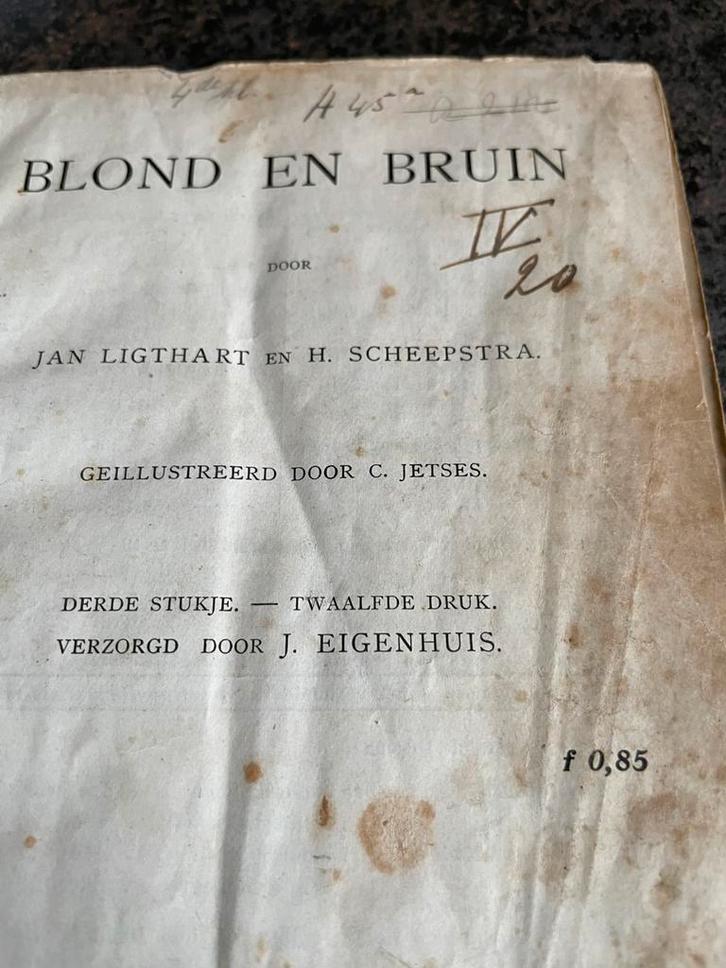 H 45 a
BLOND EN BRUIN
IV
20
DOOR
JAN LIGTHART EN H. SCHEEPSTRA.
GEILLUSTREERD DOOR C. JETSES.
DERDE STUKJE. — TWAALFDE DRUK.
VERZORGD DOOR J. EIGENHUIS.
f 0,85